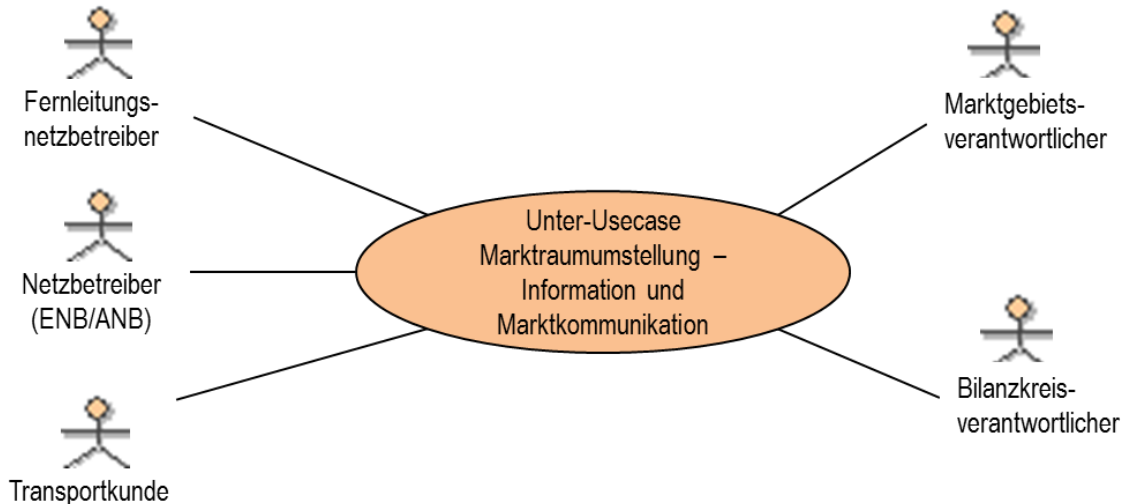 Fernleitungs-
netzbetreiber
Marktgebiets-
verantwortlicher
Netzbetreiber
(ENB/ANB)
Unter-Usecase
Marktraumumstellung –
Information und
Marktkommunikation
Bilanzkreis-
verantwortlicher
Transportkunde